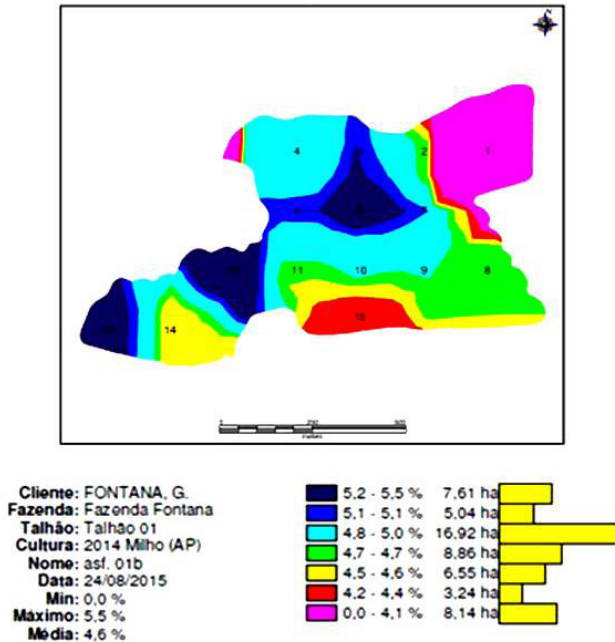 N
4
2
1
11
10
9
8
14
Cliente: FONTANA, G.
Fazenda: Fazenda Fontana
Talhão: Talhão 01
Cultura: 2014 Milho (AP)
Nome: asf. 01b
Data: 24/08/2015
Min: 0,0 %
Máximo: 5,5 %
Média: 4,6 %
5,2 - 5,5 % 7,61 ha
5,1 - 5,1 % 5,04 ha
4,8 - 5,0 % 16,92 ha
4,7 - 4,7 % 8,86 ha
4,5 - 4,6 % 6,55 ha
4,2 - 4,4 % 3,24 ha
0,0 - 4,1 % 8,14 ha